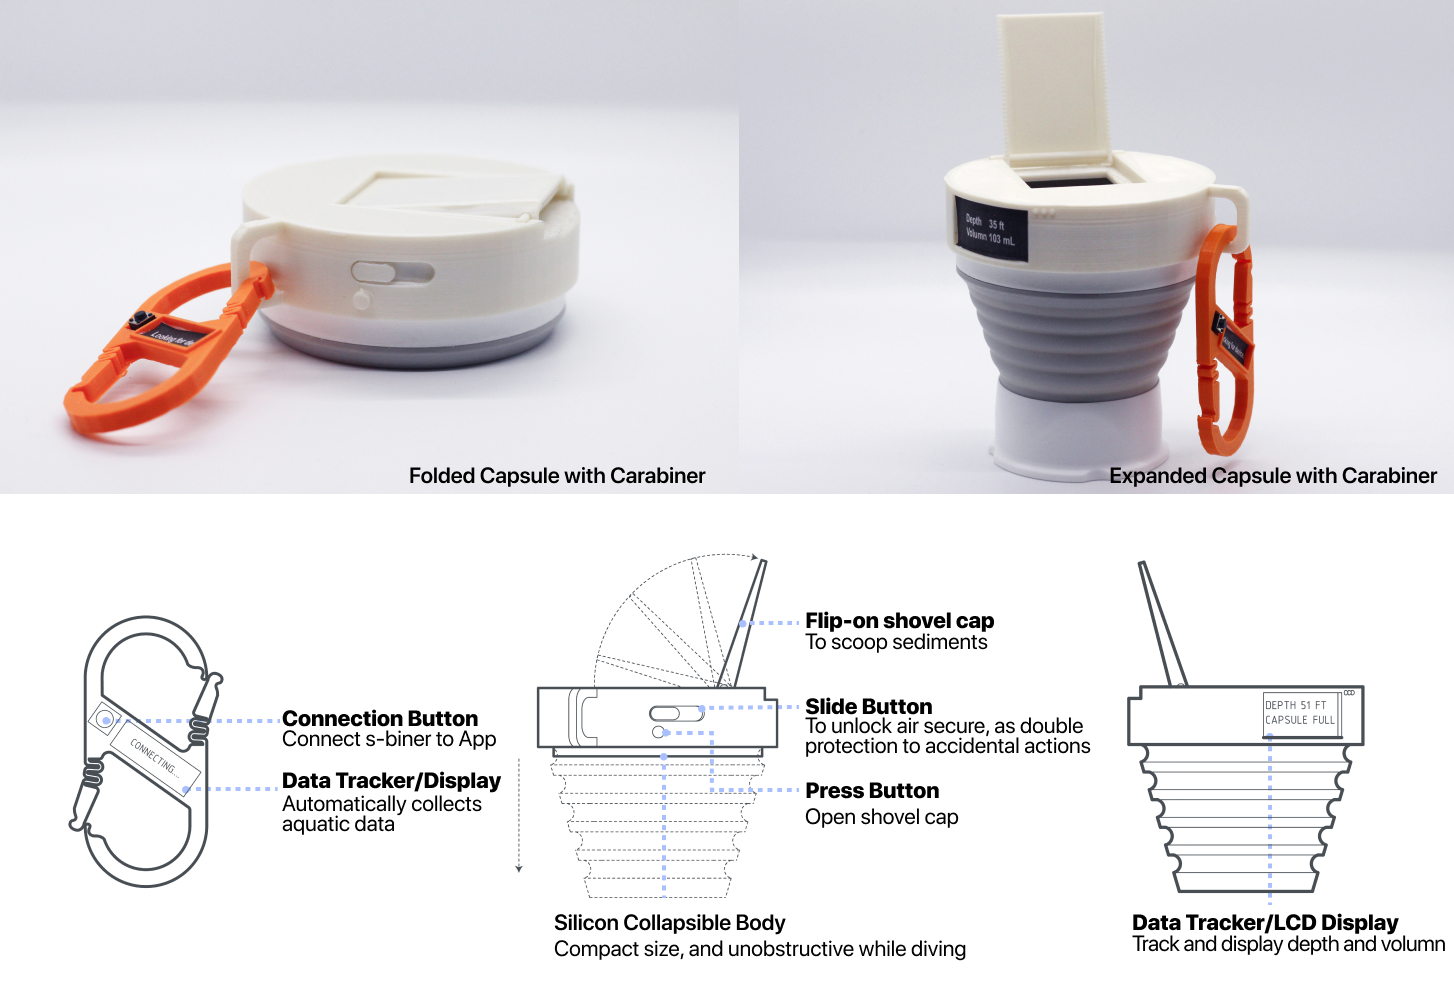 Looking for de
Folded Capsule with Carabiner
Depth 35 ft
Volumn 103 mL
Expanded Capsule with Carabiner
Connection Button
Connect s-biner to App
CONNECTING...
Data Tracker/Display
Automatically collects
aquatic data
Flip-on shovel cap
To scoop sediments
Slide Button
To unlock air secure, as double
protection to accidental actions
Press Button
Open shovel cap
Silicon Collapsible Body
Compact size, and unobstructive while diving
DEPTH 51 FT
CAPSULE FULL
Data Tracker/LCD Display
Track and display depth and volumn